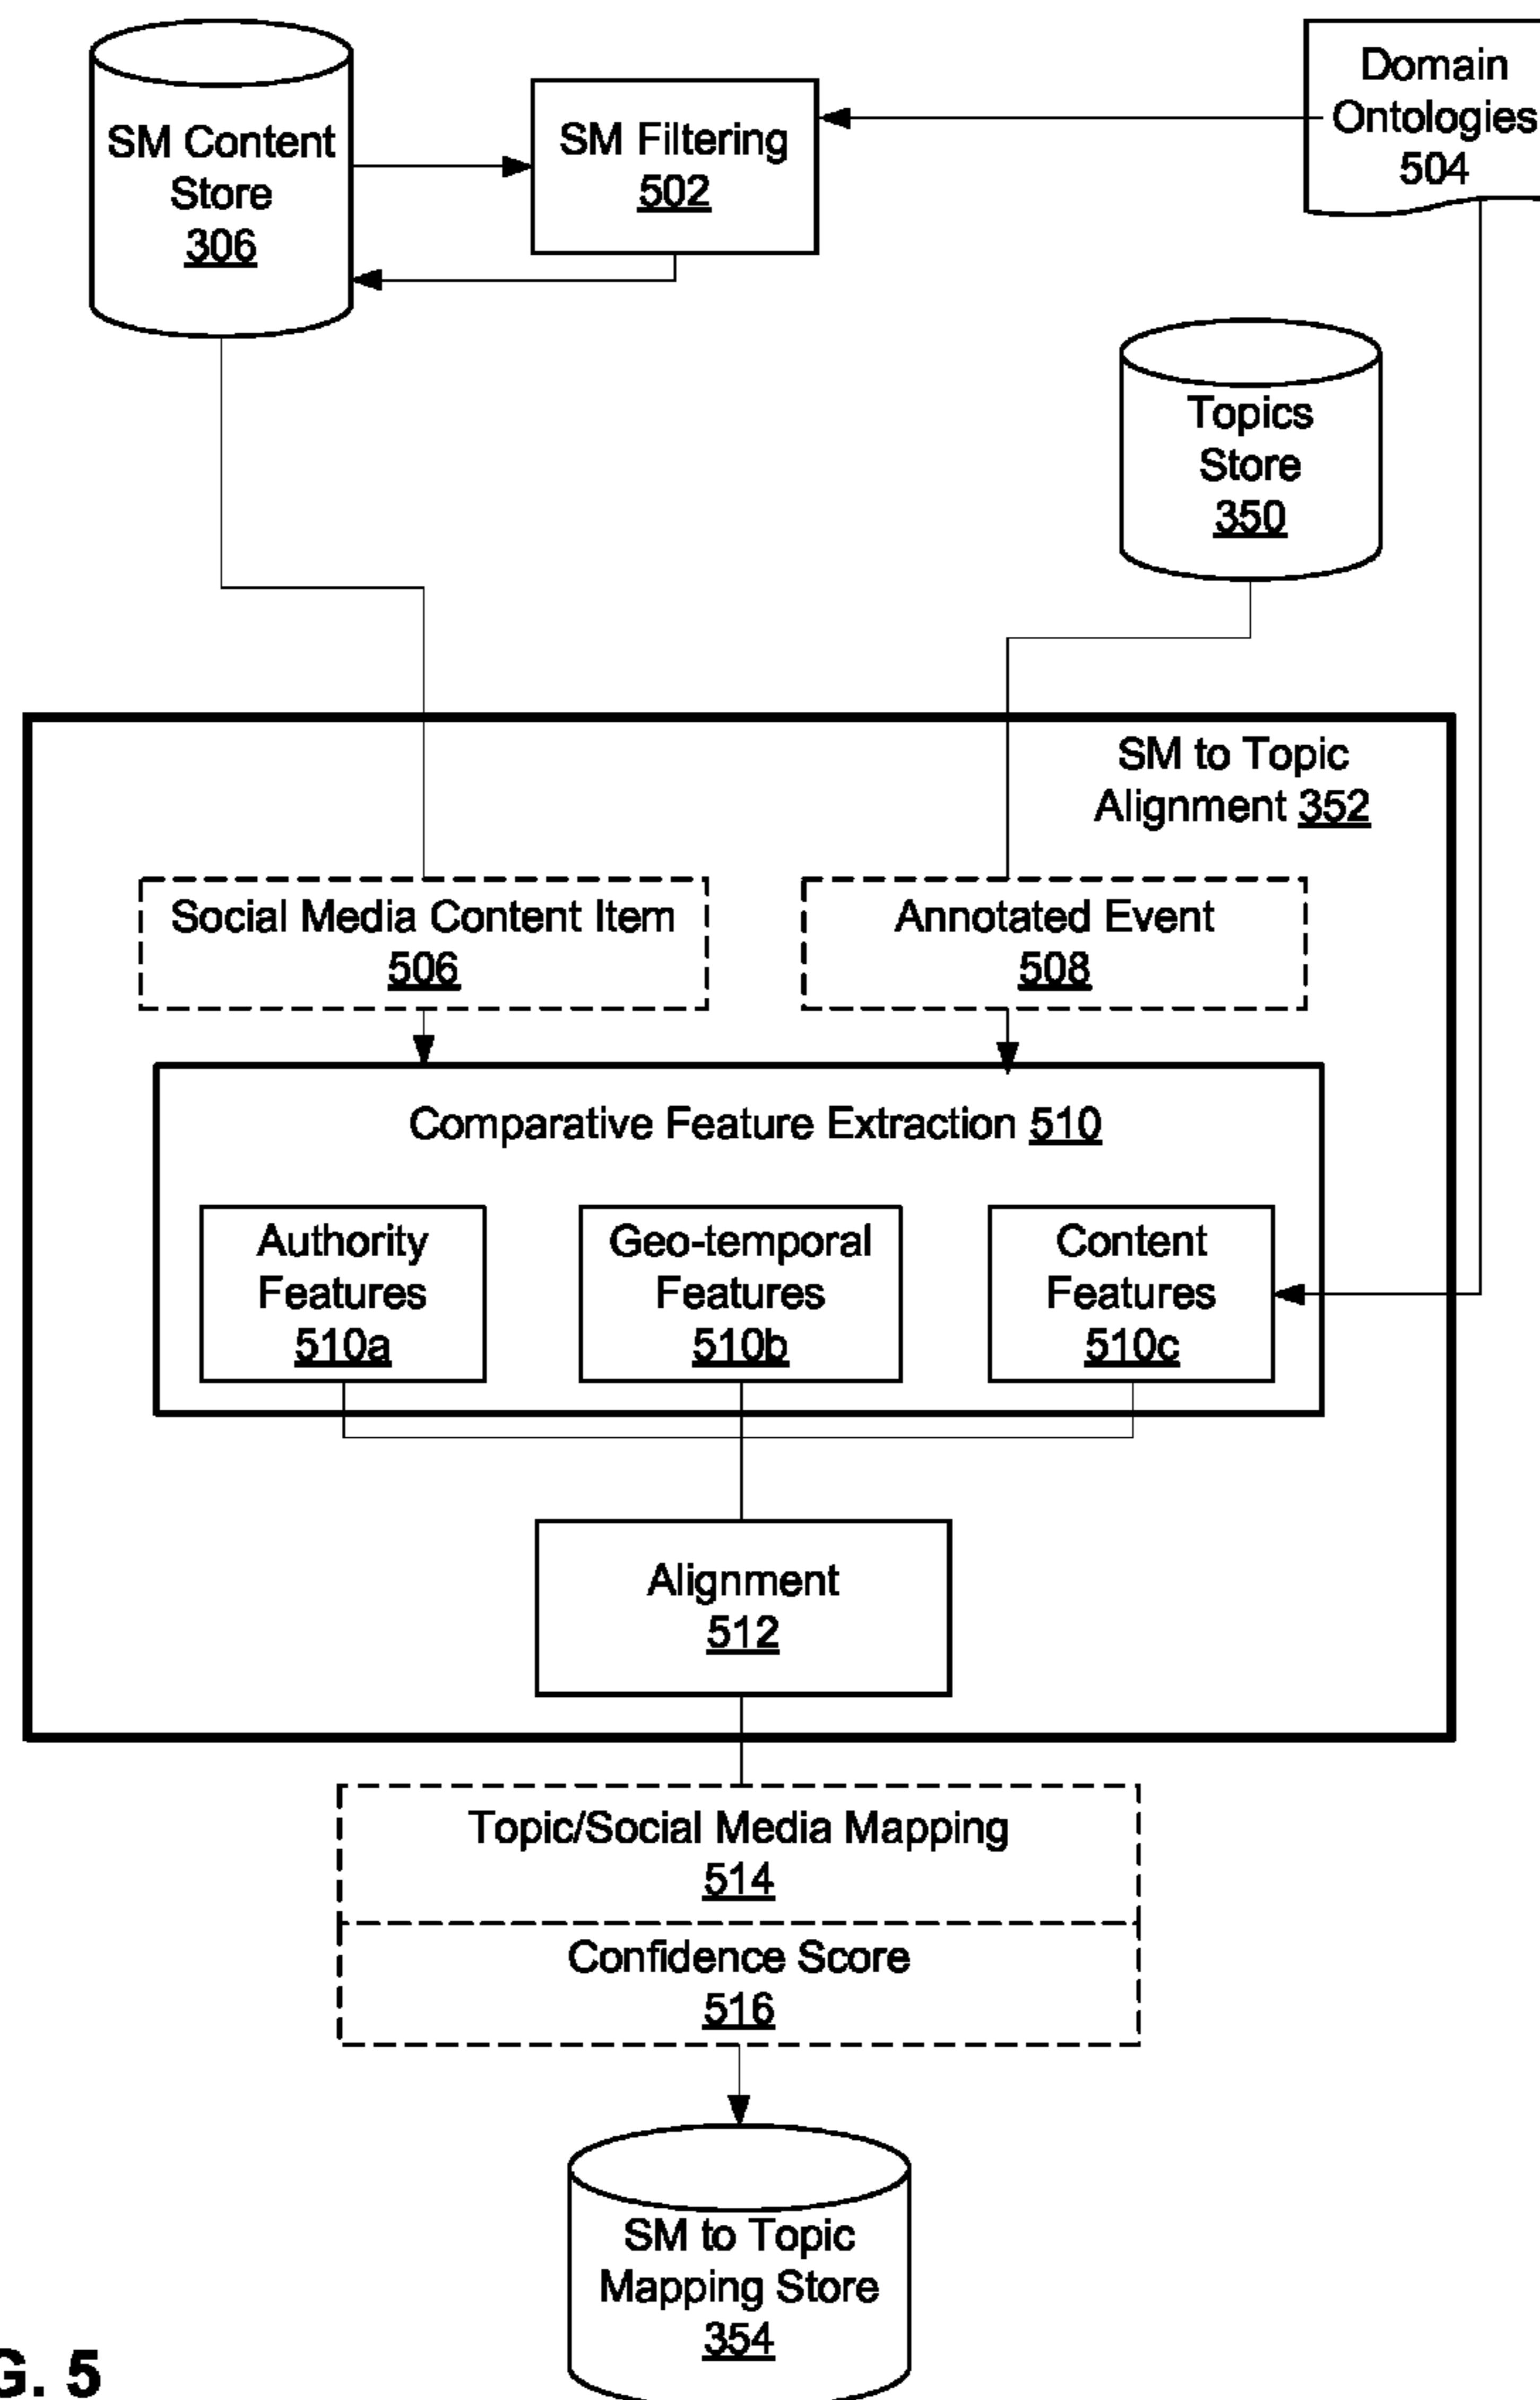 SM Content
Store
306
SM Filtering
502
Domain
Ontologies
504
Topics
Store
350
SM to Topic
Alignment 352
Social Media Content Item
506
Annotated Event
508
Comparative Feature Extraction 510
Authority
Features
510a
Geo-temporal
Features
510b
Content
Features
510c
Alignment
512
Topic/Social Media Mapping
514
Confidence Score
516
SM to Topic
Mapping Store
354
G. 5